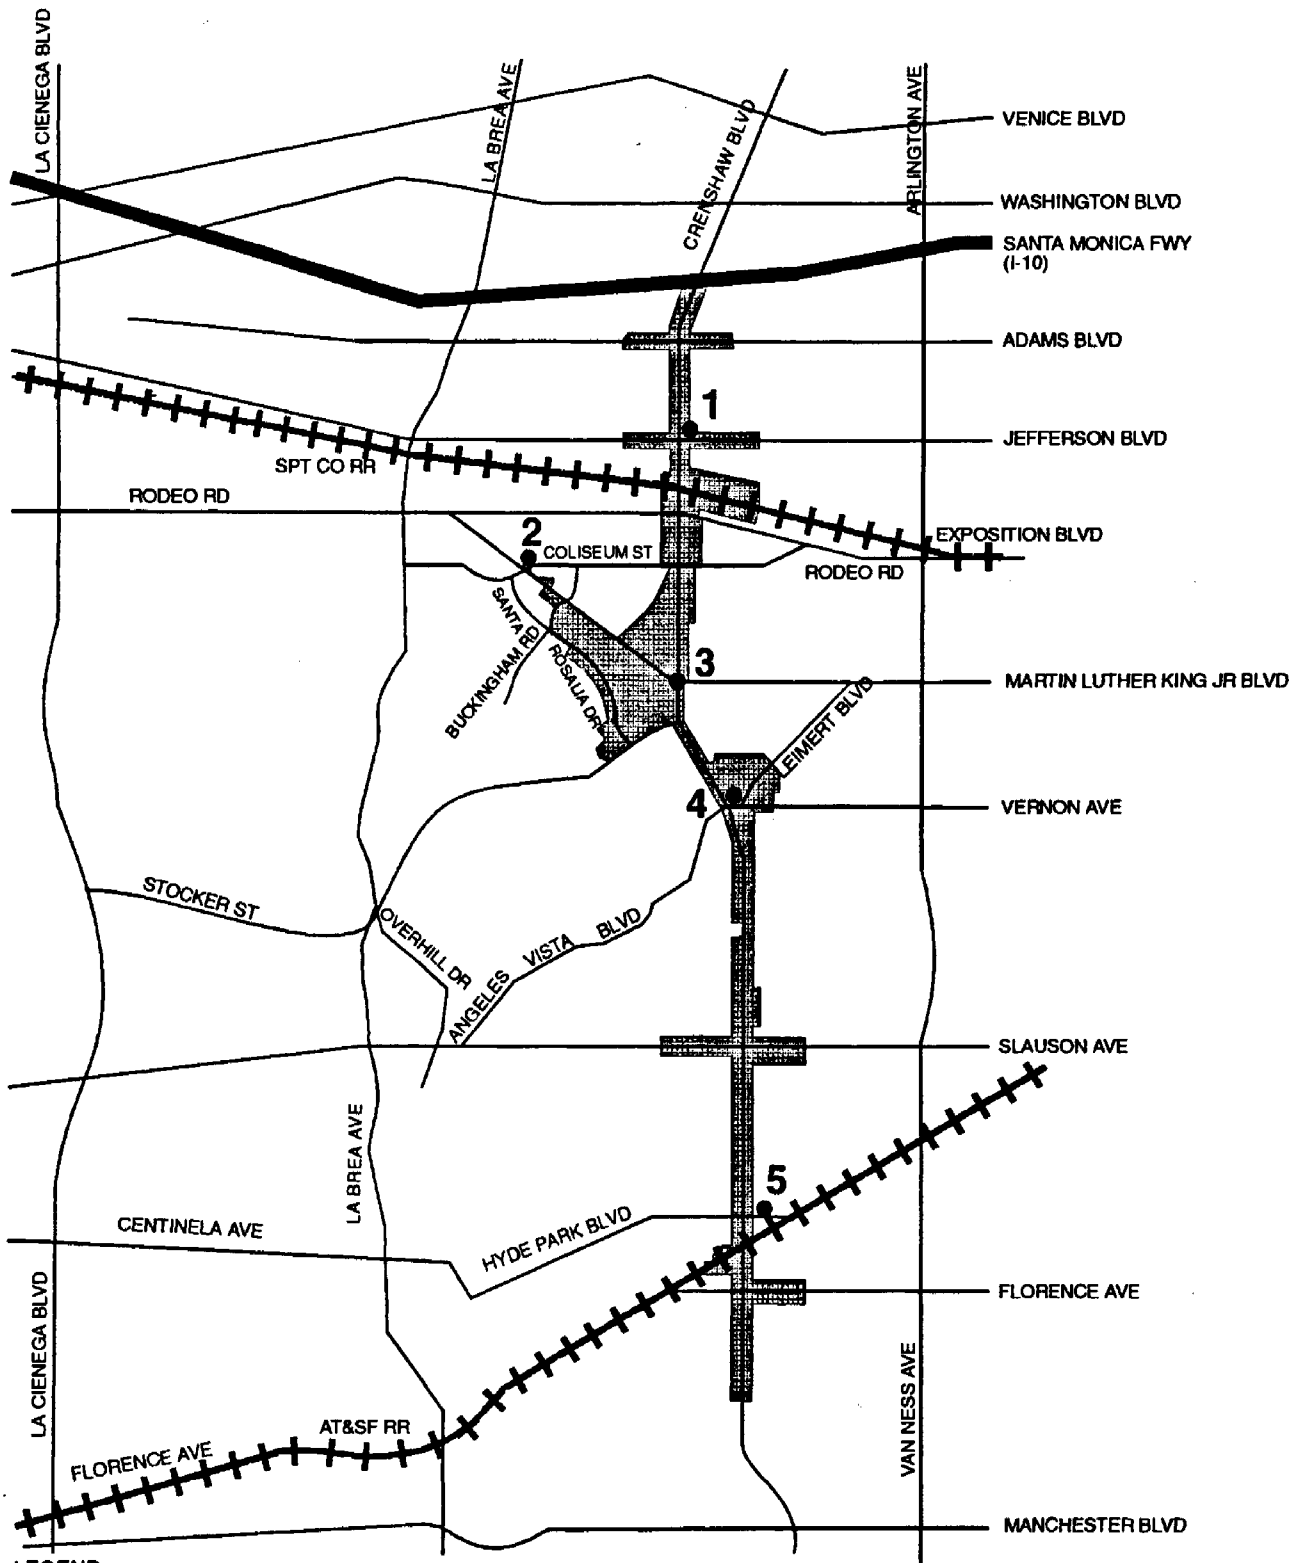 LA CIENEGA BLVD
LA BREA AVE
CRENSHAW BLVD
ARLINGTON AVE
VENICE BLVD
WASHINGTON BLVD
SANTA MONICA FWY
(I-10)
ADAMS BLVD
1
JEFFERSON BLVD
SPT CO RR
RODEO RD
2
COLISEUM ST
EXPOSITION BLVD
RODEO RD
SANTA
ROSALIA DR
BUCKINGHAM RD
3
MARTIN LUTHER KING JR BLVD
LEIMERT BLVD
4
VERNON AVE
STOCKER ST
OVERHILL DR
ANGELES VISTA BLVD
SLAUSON AVE
LA BREA AVE
5
CENTINELA AVE
HYDE PARK BLVD
FLORENCE AVE
LA CIENEGA BLVD
VAN NESS AVE
AT&SF RR
FLORENCE AVE
MANCHESTER BLVD
LEGEND